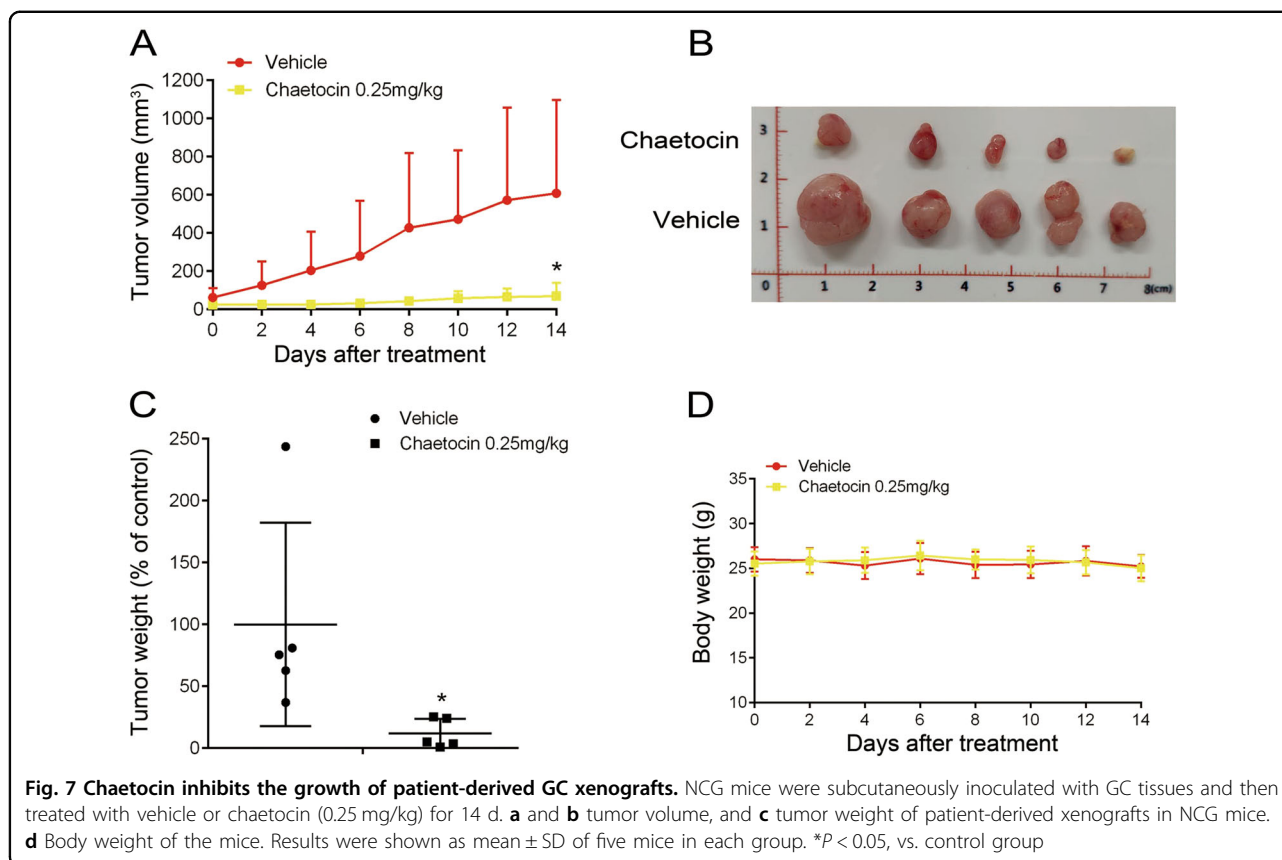 A
Vehicle
Chaetocin 0.25mg/kg
Tumor volume (mm³)
1200
1000
800
600
400
200
0
*
0 2 4 6 8 10 12 14
Days after treatment
B
Chaetocin
Vehicle
3
2
1
0 1 2 3 4 5 6 7 8(cm)
C
Vehicle
Chaetocin 0.25mg/kg
Tumor weight (% of control)
250
200
150
100
50
0
*
D
Vehicle
Chaetocin 0.25mg/kg
Body weight (g)
35
30
25
20
15
10
0 2 4 6 8 10 12 14
Days after treatment
Fig. 7 Chaetocin inhibits the growth of patient-derived GC xenografts. NCG mice were subcutaneously inoculated with GC tissues and then
treated with vehicle or chaetocin (0.25 mg/kg) for 14 d. a and b tumor volume, and c tumor weight of patient-derived xenografts in NCG mice.
d Body weight of the mice. Results were shown as mean ± SD of five mice in each group. *P < 0.05, vs. control group